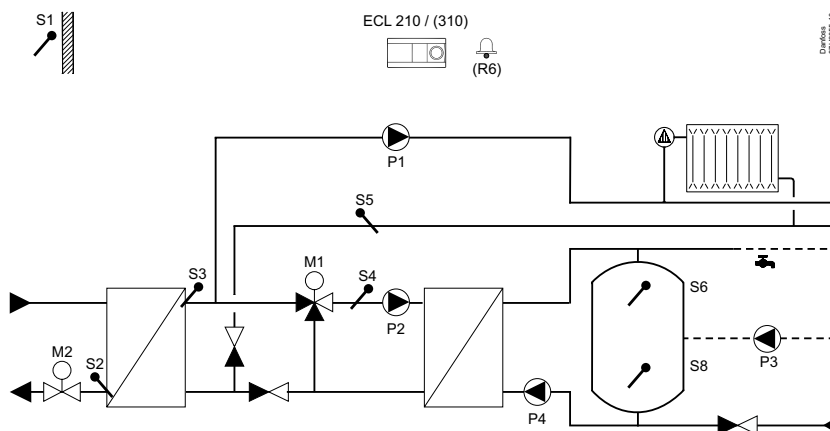 S1
ECL 210 / (310)
(R6)
Danfoss
P1
S5
M1
S3
S4
S6
P2
M2
S2
P3
S8
P4